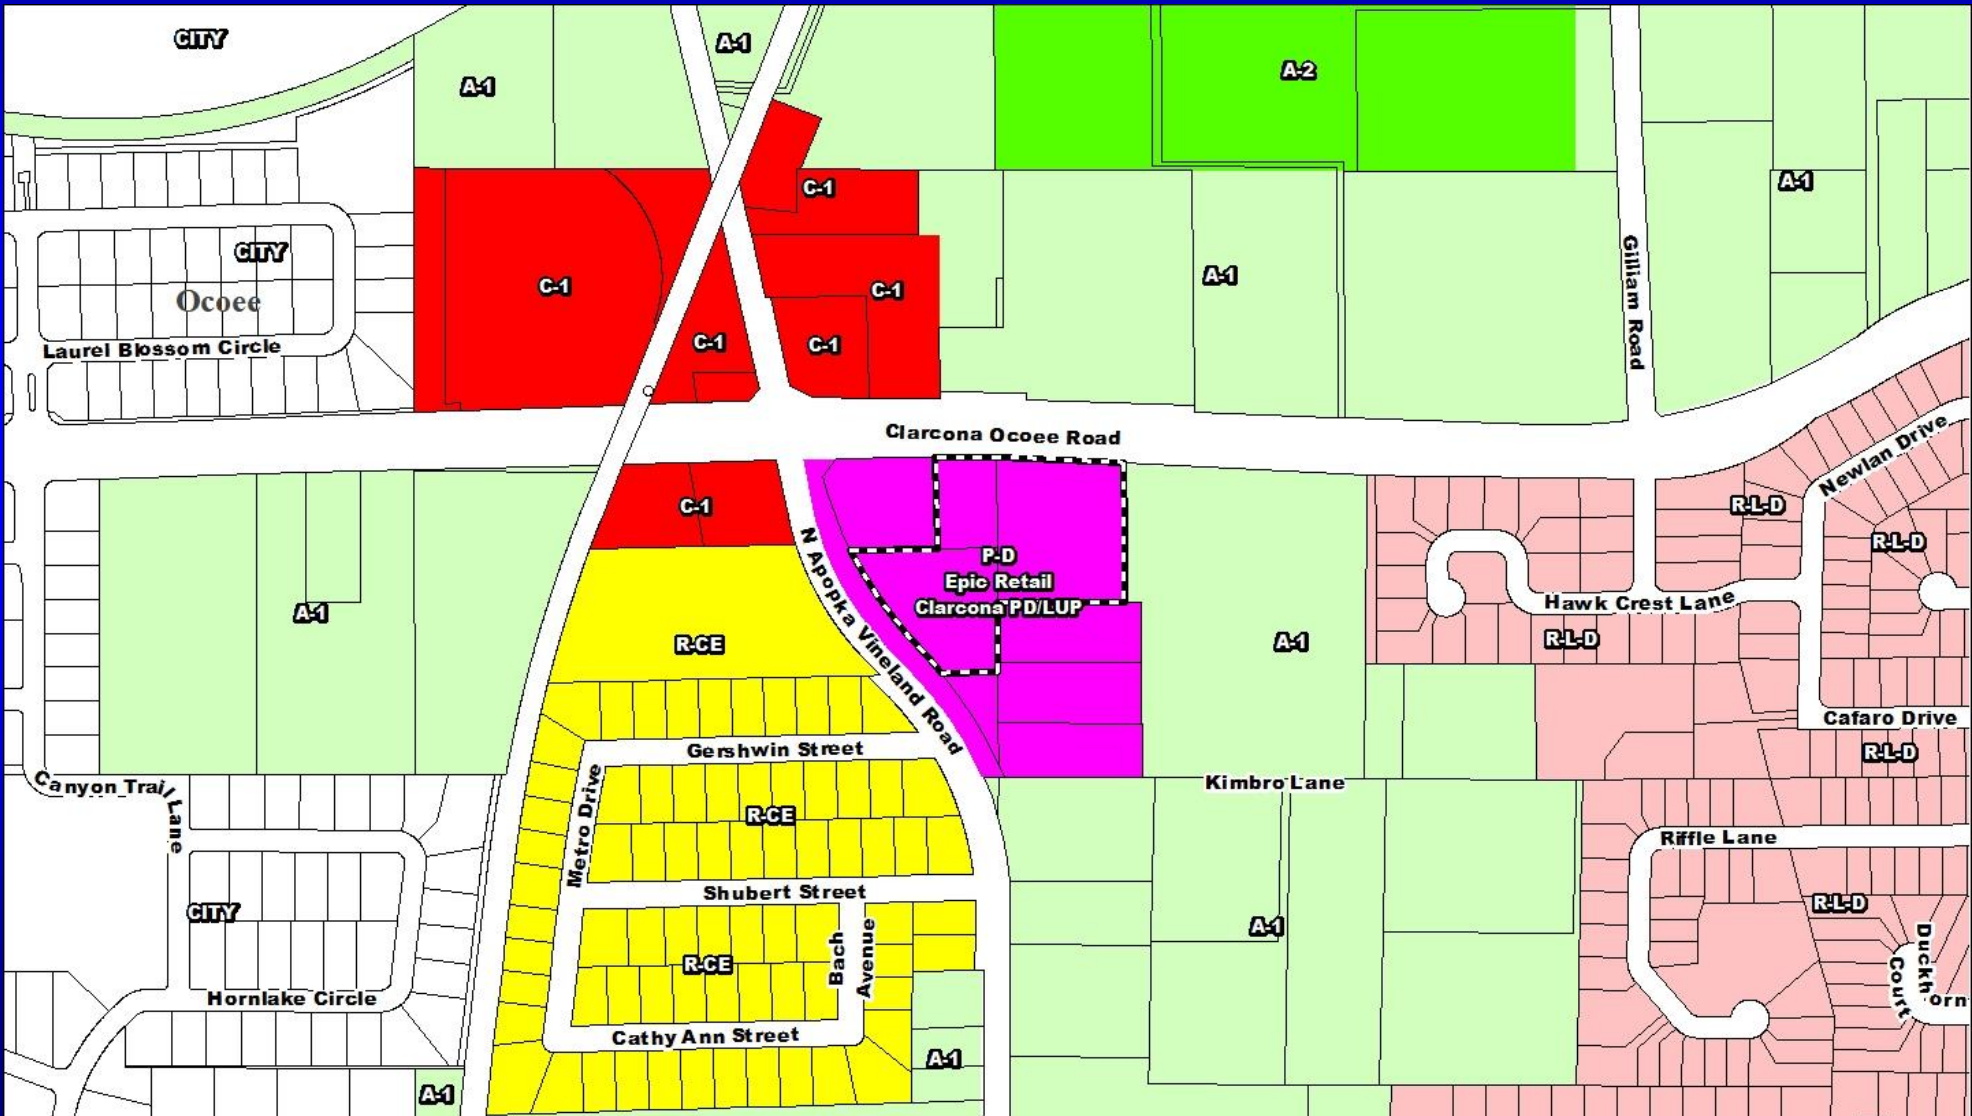 CITY
A-1
A-1
A-2
A-1
C-1
CITY
Ocoee
Laurel Blossom Circle
C-1
C-1
C-1
C-1
A-1
Gilliam Road
Clarcona Ocoee Road
Newlan Drive
C-1
R-L-D
R-L-D
N Apopka Vineland Road
P-D
Epic Retail
Clarcona PD/LUP
A-1
R-CE
A-1
Hawk Crest Lane
R-L-D
Cafaro Drive
R-L-D
Gershwin Street
Canyon Trail Lane
Metro Drive
R-CE
Kimbro Lane
Riffle Lane
Shubert Street
CITY
R-L-D
A-1
R-CE
Bach
Avenue
Duckhorn
Court
Hornlake Circle
Cathy Ann Street
A-1
A-1